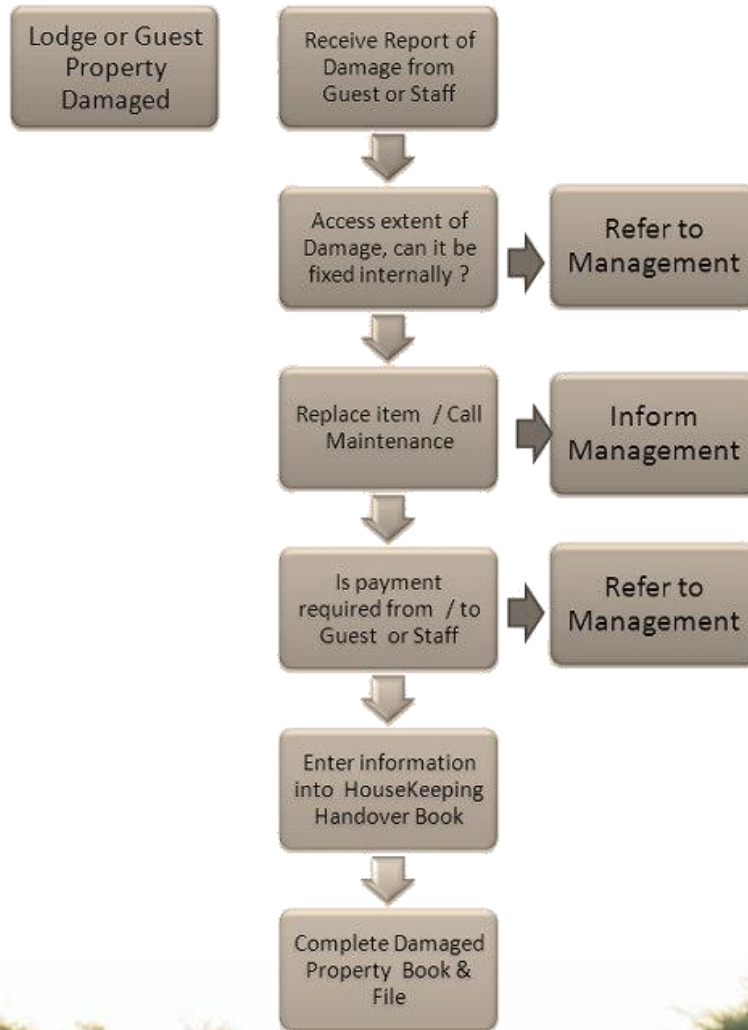 Lodge or Guest
Property
Damaged
Receive Report of
Damage from
Guest or Staff
Access extent of
Damage, can it be
fixed internally ?
Refer to
Management
Replace item / Call
Maintenance
Inform
Management
Is payment
required from / to
Guest or Staff
Refer to
Management
Enter information
into HouseKeeping
Handover Book
Complete Damaged
Property Book &
File